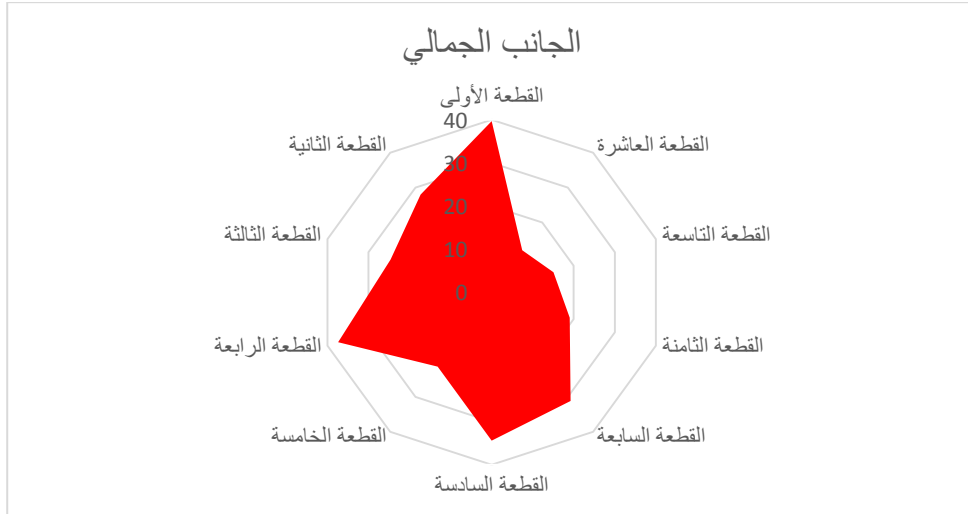 الجانب الجمالي
القطعة الأولى
القطعة الثانية
القطعة الثالثة
القطعة الرابعة
القطعة الخامسة
القطعة السادسة
القطعة السابعة
القطعة الثامنة
القطعة التاسعة
القطعة العاشرة
40
30
20
10
0